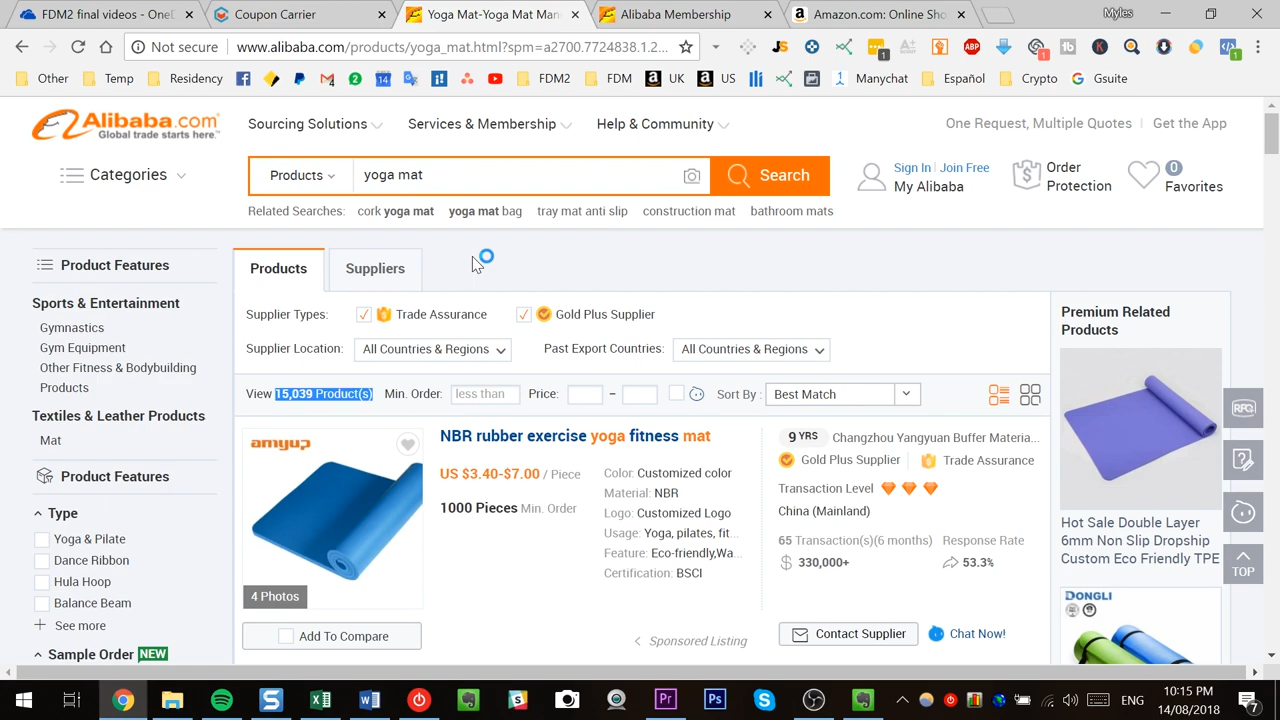 FDM2 final videos - OneD
Coupon Carrier
Yoga Mat-Yoga Mat Man
Alibaba Membership
Amazon.com: Online Sho
Myles
Not secure
www.alibaba.com/products/yoga_mat.html?spm=a2700.7724838.1.2...
Other
Temp
Residency
FDM2
FDM
UK
US
Manychat
Español
Crypto
Gsuite
Alibaba.com
Global trade starts here.™
Sourcing Solutions
Services & Membership
Help & Community
One Request, Multiple Quotes
Get the App
Categories
Products
yoga mat
Search
Sign In
Join Free
My Alibaba
Order
Protection
0
Favorites
Related Searches:
cork yoga mat
yoga mat bag
tray mat anti slip
construction mat
bathroom mats
Product Features
Sports & Entertainment
Gymnastics
Gym Equipment
Other Fitness & Bodybuilding
Products
Textiles & Leather Products
Mat
Product Features
Type
Yoga & Pilate
Dance Ribbon
Hula Hoop
Balance Beam
See more
Sample Order NEW
Products
Suppliers
Supplier Types:
Trade Assurance
Gold Plus Supplier
Supplier Location:
All Countries & Regions
Past Export Countries:
All Countries & Regions
View 15,039 Product(s)
Min. Order:
less than
Price:
–
Sort By :
Best Match
amyup
4 Photos
Add To Compare
NBR rubber exercise yoga fitness mat
US $3.40-$7.00 / Piece
1000 Pieces Min. Order
Color: Customized color
Material: NBR
Logo: Customized Logo
Usage: Yoga, pilates, fit...
Feature: Eco-friendly,Wa...
Certification: BSCI
Sponsored Listing
9 YRS
Changzhou Yangyuan Buffer Materia...
Gold Plus Supplier
Trade Assurance
Transaction Level
China (Mainland)
65 Transaction(s)(6 months)
Response Rate
330,000+
53.3%
Contact Supplier
Chat Now!
Premium Related
Products
Hot Sale Double Layer
6mm Non Slip Dropship
Custom Eco Friendly TPE
DONGLI
RFQ
TOP
ENG
10:15 PM
14/08/2018
7